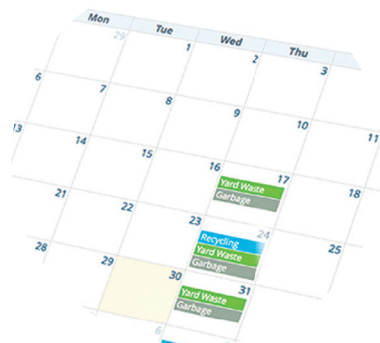 Mon Tue Wed Thu
29 1 2 3
6 7 8 9 10 11
13 14 15 16 17 18
Yard Waste
Garbage
21 22 23 24 25
Recycling
Yard Waste
Garbage
28 29 30 31
Yard Waste
Garbage
6